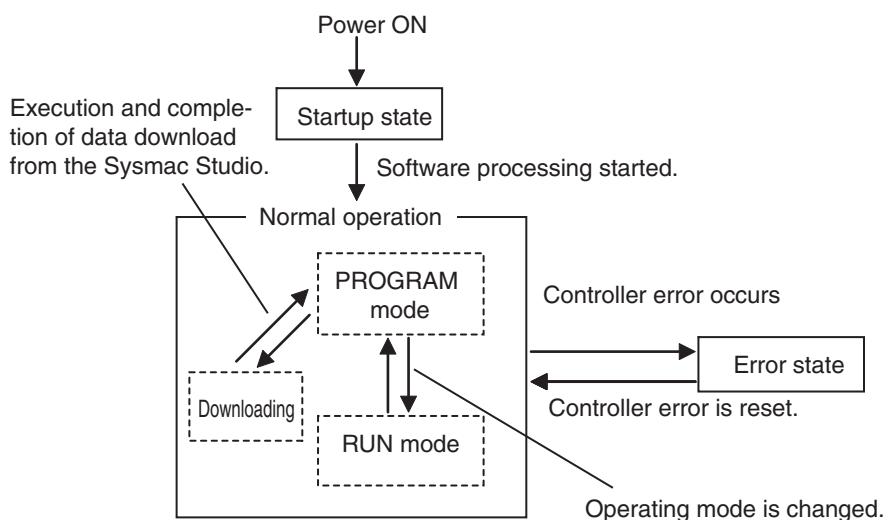 Power ON
Execution and comple-
tion of data download
from the Sysmac Studio.
Startup state
Software processing started.
Normal operation
PROGRAM
mode
Controller error occurs
Error state
Downloading
Controller error is reset.
RUN mode
Operating mode is changed.